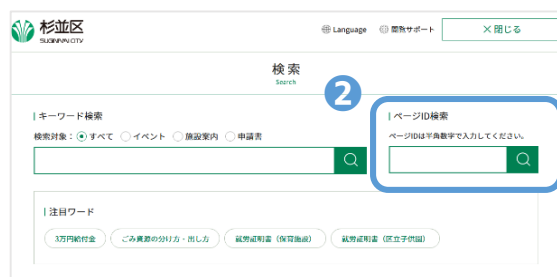 杉並区
SUGINAMI CITY
Language 閲覧サポート ×閉じる
検索
Search
2
キーワード検索
検索対象： すべて イベント 施設案内 申請書
ページID検索
ページIDは半角数字で入力してください。
注目ワード
3万円給付金 ごみ資源の分け方・出し方 就労証明書（保育施設） 就労証明書（区立子供園）